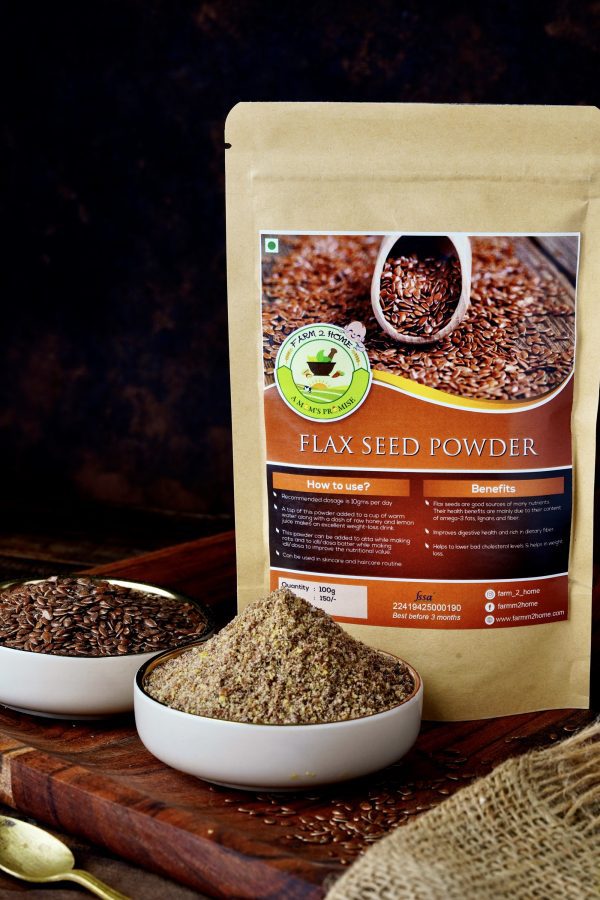 FARM 2 HOME
A M M'S PR MISE
FLAX SEED POWDER
How to use?
Recommended dosage is 10gms per day
A tsp of this powder added to a cup of warm
water along with a dash of raw honey and lemon
juice makes an excellent weight-loss drink.
This powder can be added to atta while making
rotis and to idli/dosa batter while making
idli/dosa to improve the nutritional value.
Can be used in skincare and haircare routine
Benefits
Flax seeds are good sources of many nutrients.
Their health benefits are mainly due to their content
of omega-3 fats, lignans and fiber.
Improves digestive health and rich in dietary fiber.
Helps to lower bad cholesterol levels & helps in weight
loss.
Quantity : 100g
: 150/-
fssa
22419425000190
Best before 3 months
farm_2_home
farmm2home
www.farmm2home.com